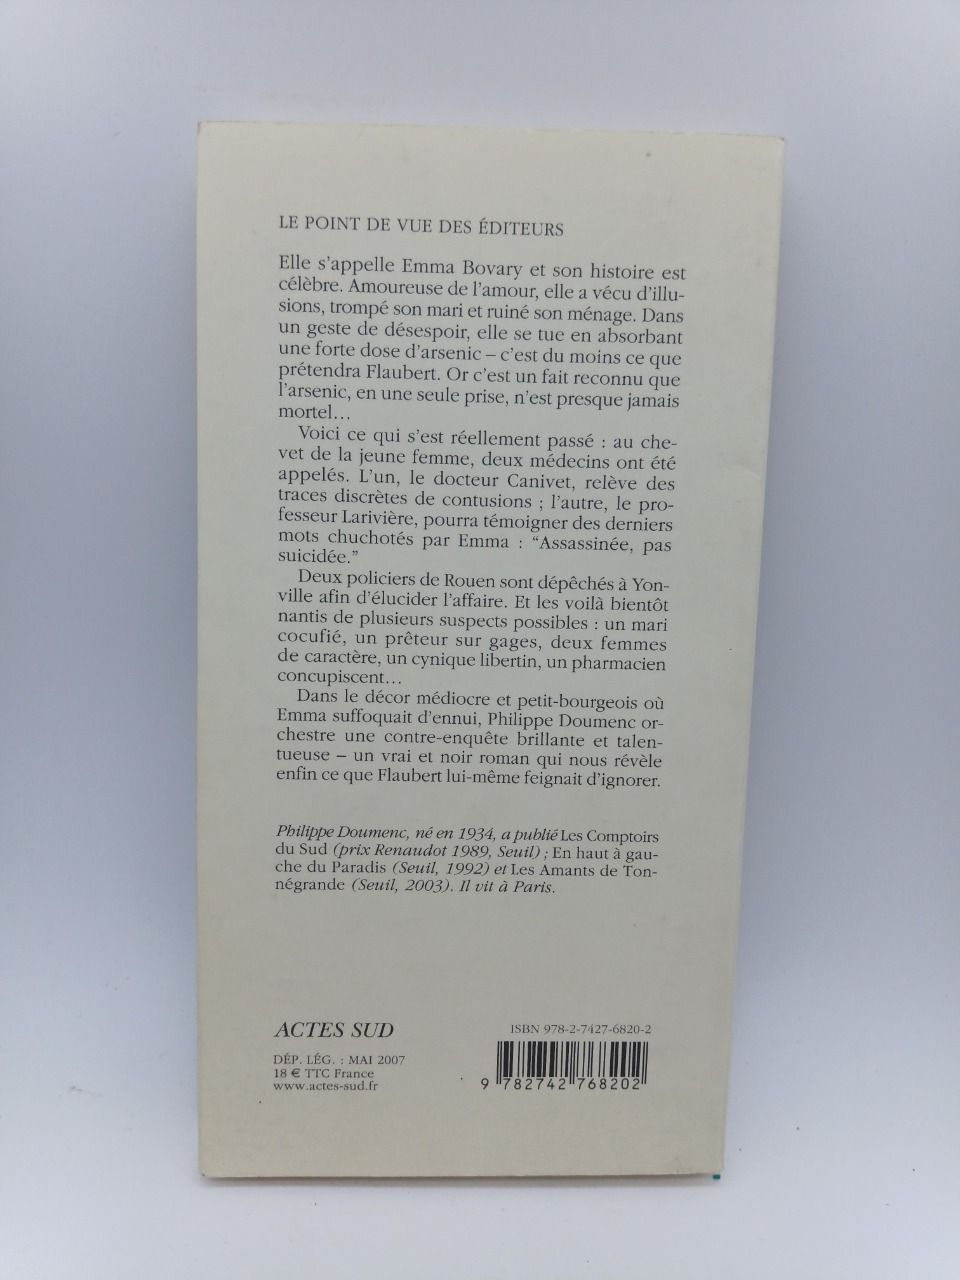 LE POINT DE VUE DES ÉDITEURS
Elle s'appelle Emma Bovary et son histoire est
célèbre. Amoureuse de l'amour, elle a vécu d'illu-
sions, trompé son mari et ruiné son ménage. Dans
un geste de désespoir, elle se tue en absorbant
une forte dose d'arsenic – c'est du moins ce que
prétendra Flaubert. Or c'est un fait reconnu que
l'arsenic, en une seule prise, n'est presque jamais
mortel...
Voici ce qui s'est réellement passé : au che-
vet de la jeune femme, deux médecins ont été
appelés. L'un, le docteur Canivet, relève des
traces discrètes de contusions ; l'autre, le pro-
fesseur Larivière, pourra témoigner des derniers
mots chuchotés par Emma : “Assassinée, pas
suicidée.”
Deux policiers de Rouen sont dépêchés à Yon-
ville afin d'élucider l'affaire. Et les voilà bientôt
nantis de plusieurs suspects possibles : un mari
cocufié, un prêteur sur gages, deux femmes
de caractère, un cynique libertin, un pharmacien
concupiscent...
Dans le décor médiocre et petit-bourgeois où
Emma suffoquait d'ennui, Philippe Doumenc or-
chestre une contre-enquête brillante et talen-
tueuse – un vrai et noir roman qui nous révèle
enfin ce que Flaubert lui-même feignait d'ignorer.
Philippe Doumenc, né en 1934, a publié Les Comptoirs
du Sud (prix Renaudot 1989, Seuil) ; En haut à gau-
che du Paradis (Seuil, 1992) et Les Amants de Ton-
négrande (Seuil, 2003). Il vit à Paris.
ACTES SUD
DÉP. LÉG. : MAI 2007
18 € TTC France
www.actes-sud.fr
ISBN 978-2-7427-6820-2
9 782742 768202